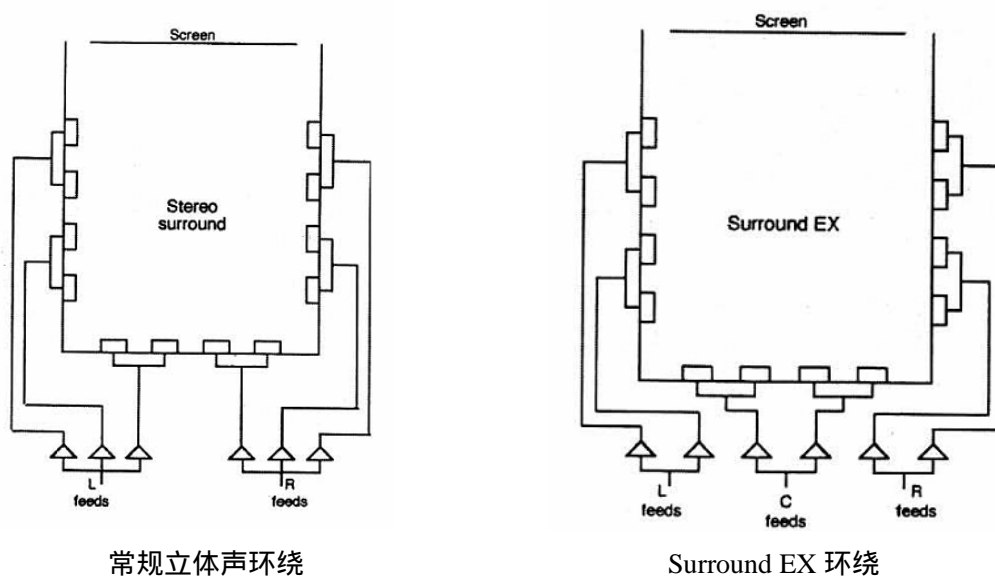 Screen
Stereo
surround
L
feeds
R
feeds
常规立体声环绕
Screen
Surround EX
L
feeds
C
feeds
R
feeds
Surround EX 环绕